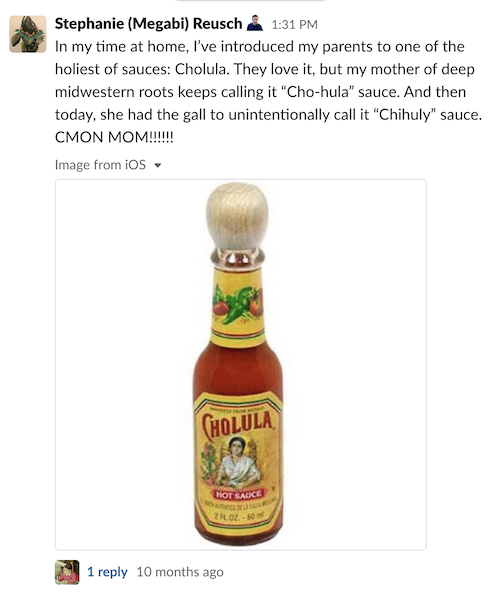 Stephanie (Megabi) Reusch 1:31 PM
In my time at home, I've introduced my parents to one of the
holiest of sauces: Cholula. They love it, but my mother of deep
midwestern roots keeps calling it “Cho-hula” sauce. And then
today, she had the gall to unintentionally call it “Chihuly” sauce.
CMON MOM!!!!!!
Image from iOS
CHOLULA
HOT SAUCE
2 FL.OZ. - 60 ml
1 reply 10 months ago